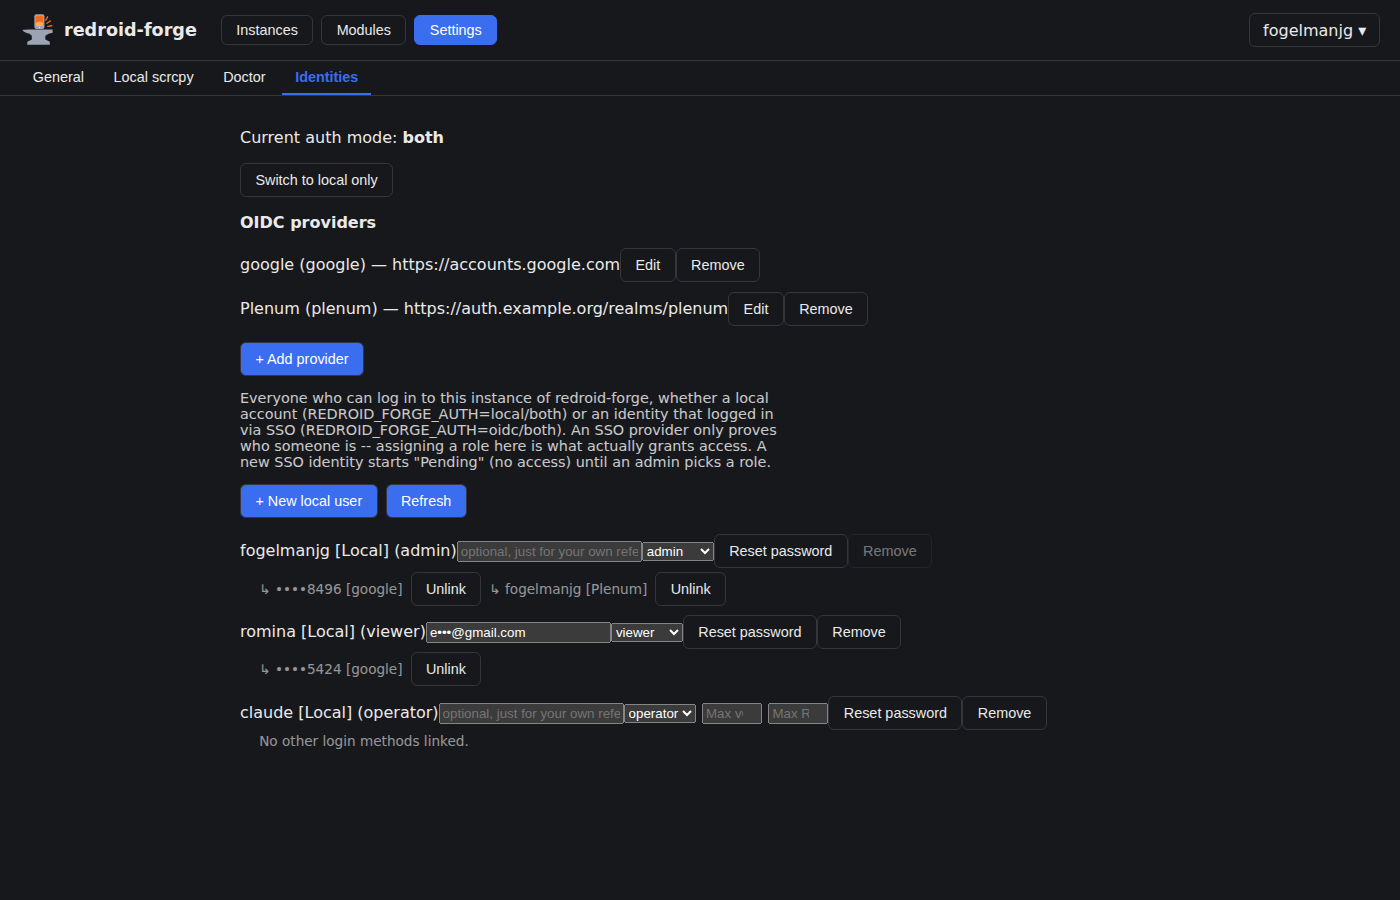 redroid-forge Instances Modules Settings fogelmanjg ▾
General Local scrcpy Doctor Identities
Current auth mode: both
Switch to local only
OIDC providers
google (google) — https://accounts.google.com Edit Remove
Plenum (plenum) — https://auth.example.org/realms/plenum Edit Remove
+ Add provider
Everyone who can log in to this instance of redroid-forge, whether a local
account (REDROID_FORGE_AUTH=local/both) or an identity that logged in
via SSO (REDROID_FORGE_AUTH=oidc/both). An SSO provider only proves
who someone is -- assigning a role here is what actually grants access. A
new SSO identity starts "Pending" (no access) until an admin picks a role.
+ New local user Refresh
fogelmanjg [Local] (admin) optional, just for your own refe admin Reset password Remove
↳ ••••8496 [google] Unlink ↳ fogelmanjg [Plenum] Unlink
romina [Local] (viewer) e•••@gmail.com viewer Reset password Remove
↳ ••••5424 [google] Unlink
claude [Local] (operator) optional, just for your own refe operator Max v Max R Reset password Remove
No other login methods linked.